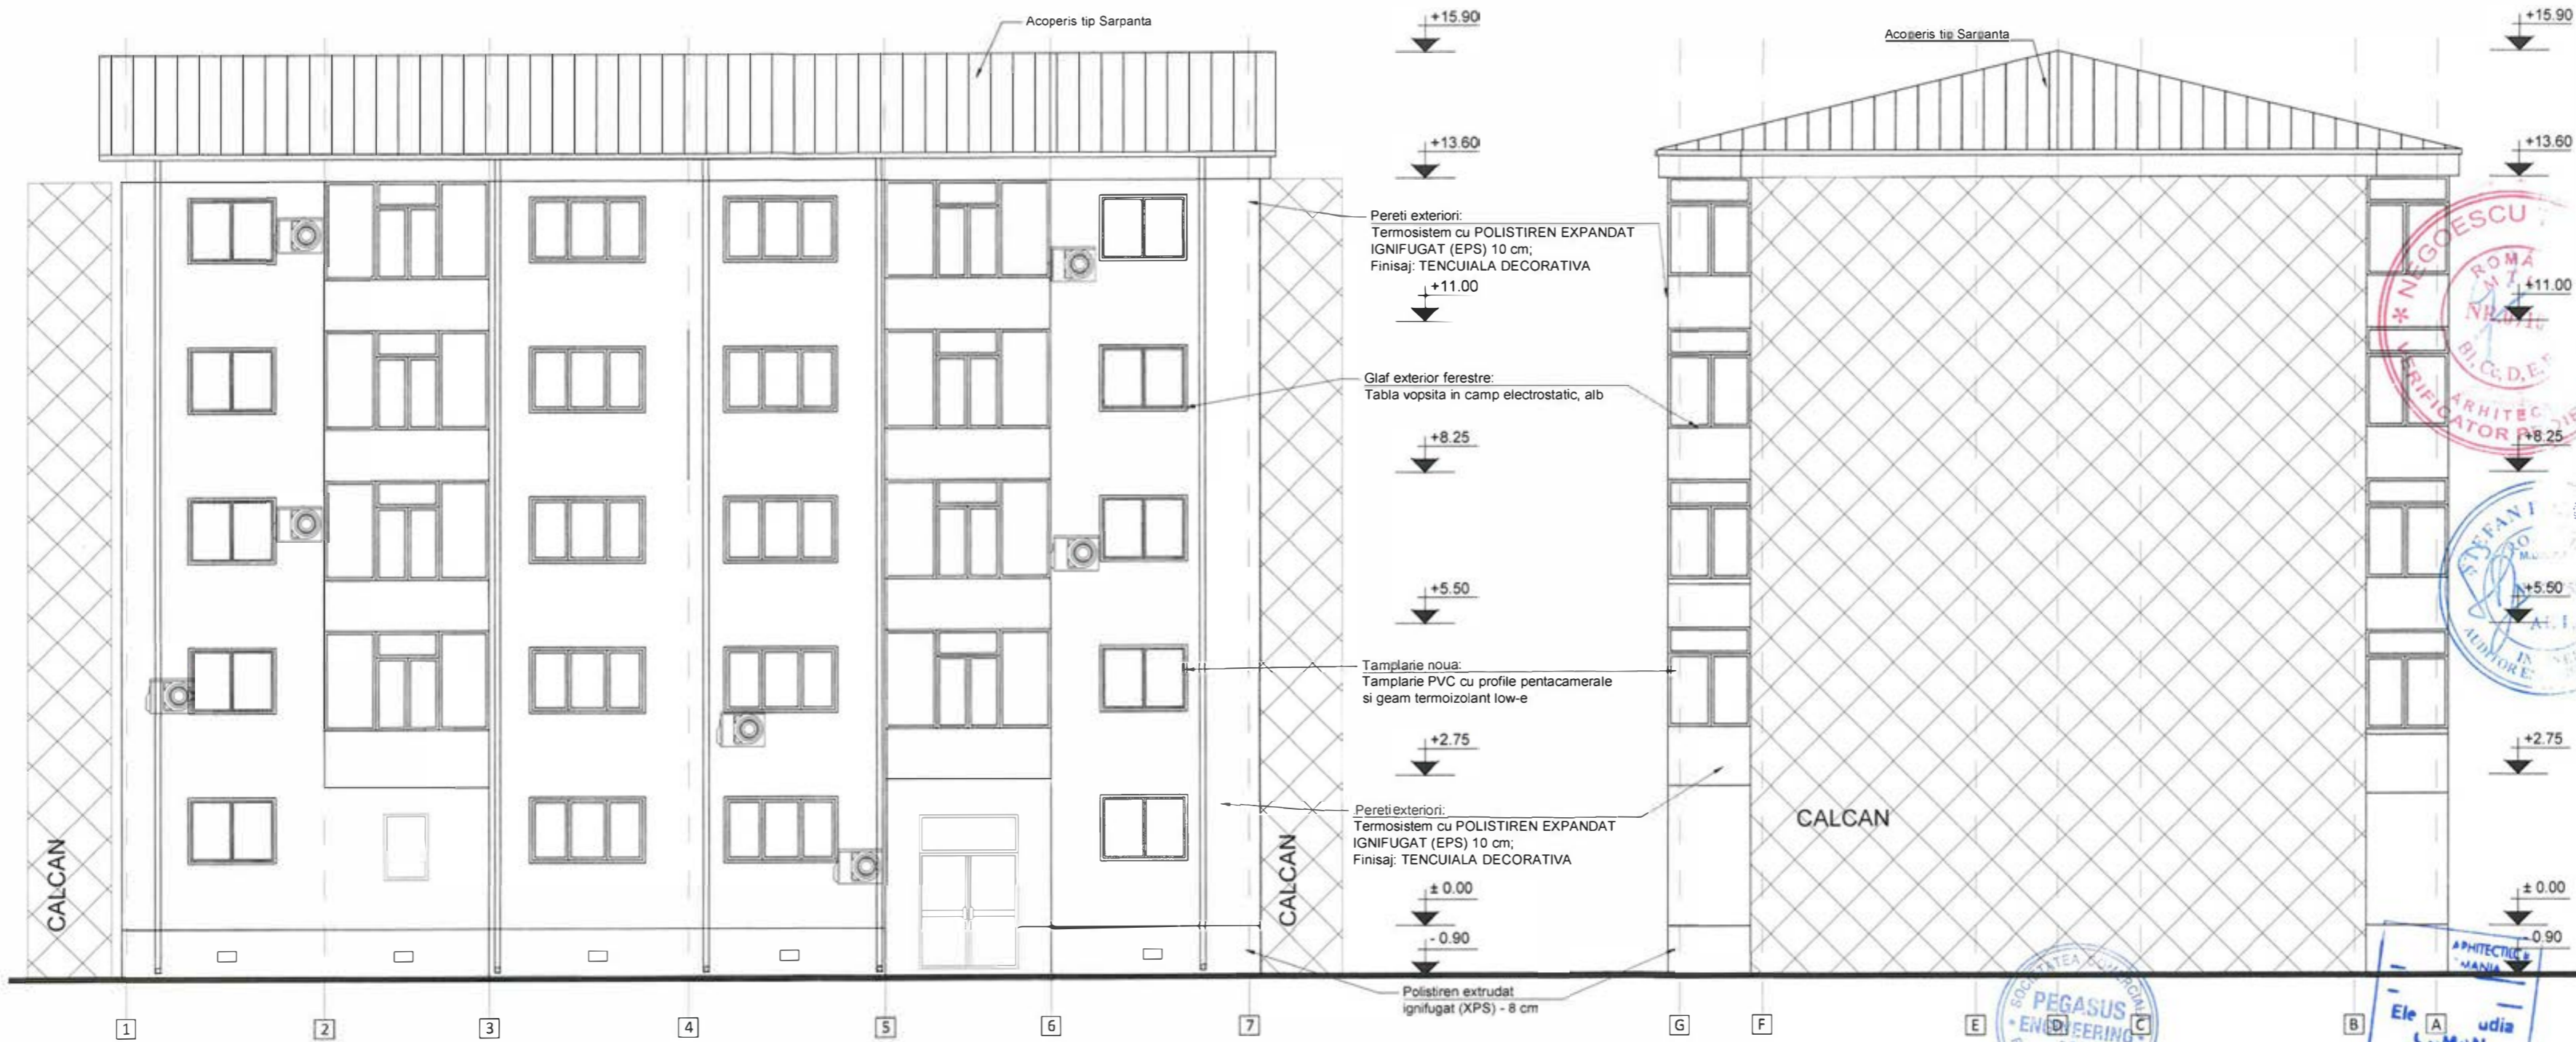 Acoperis tip Sarpanta
+15.90
Acoperis tip Sarpanta
+15.90
+13.60
+13.60
Pereti exteriori:
Termosistem cu POLISTIREN EXPANDAT
IGNIFUGAT (EPS) 10 cm;
Finisaj: TENCUIALA DECORATIVA
+11.00
+11.00
Glaf exterior ferestre:
Tabla vopsita in camp electrostatic, alb
+8.25
+8.25
+5.50
+5.50
Tamplarie noua:
Tamplarie PVC cu profile pentacamerale
si geam termoizolant low-e
+2.75
+2.75
Pereti exteriori:
Termosistem cu POLISTIREN EXPANDAT
IGNIFUGAT (EPS) 10 cm;
Finisaj: TENCUIALA DECORATIVA
CALCAN
CALCAN
CALCAN
± 0.00
± 0.00
- 0.90
- 0.90
Polistiren extrudat
ignifugat (XPS) - 8 cm
1
2
3
4
5
6
7
G
F
E
D
C
B
A
NEGOESCU
VERIFICATOR
ŞTEFAN
SOCIETATEA COMERCIALA
PEGASUS
ENGINEERING